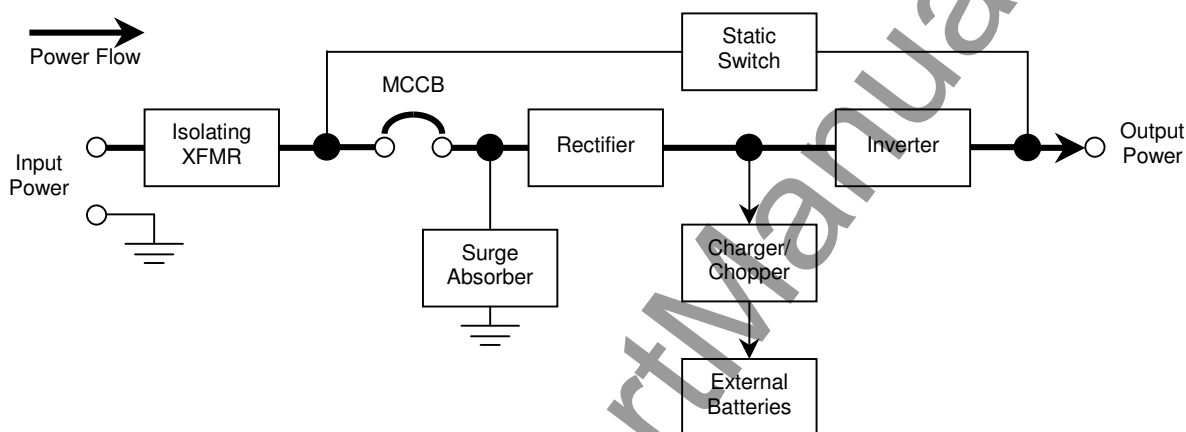 Power Flow
Static
Switch
MCCB
Input
Power
Isolating
XFMR
Rectifier
Inverter
Output
Power
Surge
Absorber
Charger/
Chopper
External
Batteries
rtManua